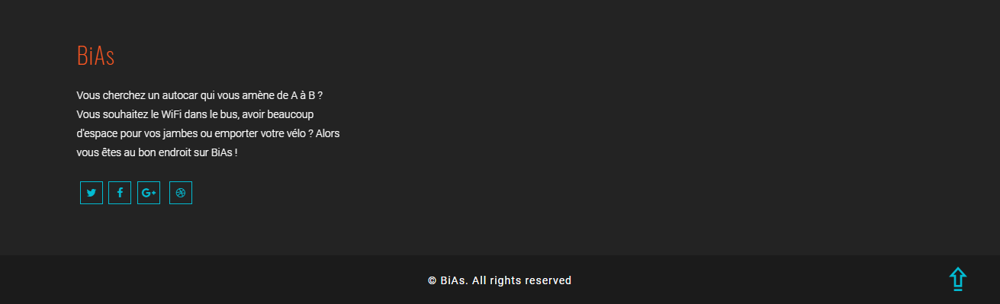 BiAs
Vous cherchez un autocar qui vous amène de A à B ?
Vous souhaitez le WiFi dans le bus, avoir beaucoup
d'espace pour vos jambes ou emporter votre vélo ? Alors
vous êtes au bon endroit sur BiAs !
© BiAs. All rights reserved